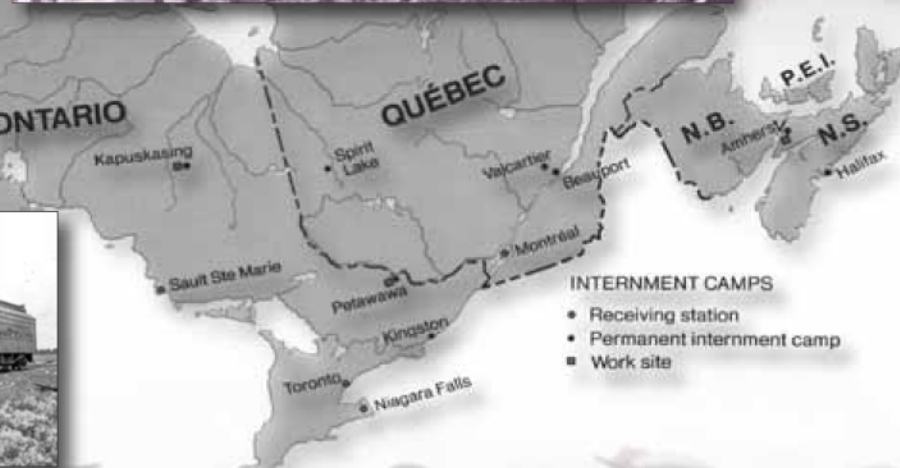 ONTARIO
QUÉBEC
P.E.I.
N.B.
N.S.
Kapuskasing
Spirit
Lake
Valcartier
Beauport
Amherst
Halifax
Montréal
Sault Ste Marie
Petawawa
Kingston
Toronto
Niagara Falls
INTERNMENT CAMPS
Receiving station
Permanent internment camp
Work site